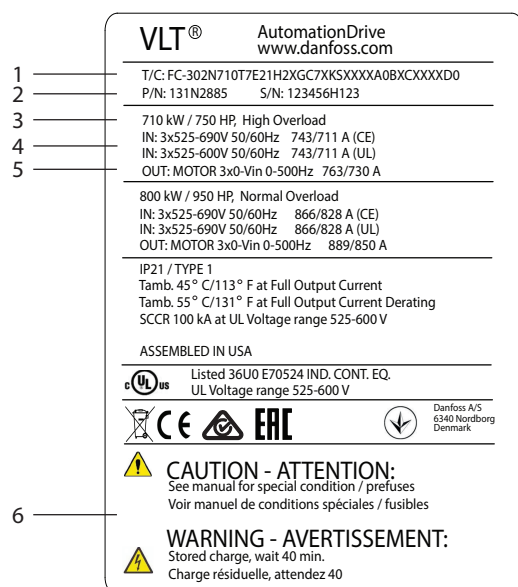 VLT® AutomationDrive
www.danfoss.com
1
T/C: FC-302N710T7E21H2XGC7XKSXXXXA0BXCXXXXD0
2
P/N: 131N2885 S/N: 123456H123
3
710 kW / 750 HP, High Overload
4
IN: 3x525-690V 50/60Hz 743/711 A (CE)
IN: 3x525-600V 50/60Hz 743/711 A (UL)
5
OUT: MOTOR 3x0-Vin 0-500Hz 763/730 A
800 kW / 950 HP, Normal Overload
IN: 3x525-690V 50/60Hz 866/828 A (CE)
IN: 3x525-690V 50/60Hz 866/828 A (UL)
OUT: MOTOR 3x0-Vin 0-500Hz 889/850 A
IP21 / TYPE 1
Tamb. 45° C/113° F at Full Output Current
Tamb. 55° C/131° F at Full Output Current Derating
SCCR 100 kA at UL Voltage range 525-600 V
ASSEMBLED IN USA
c UL us Listed 36U0 E70524 IND. CONT. EQ.
UL Voltage range 525-600 V
CE EAC
Danfoss A/S
6340 Nordborg
Denmark
CAUTION - ATTENTION:
See manual for special condition / prefuses
Voir manuel de conditions spéciales / fusibles
6
WARNING - AVERTISSEMENT:
Stored charge, wait 40 min.
Charge résiduelle, attendez 40